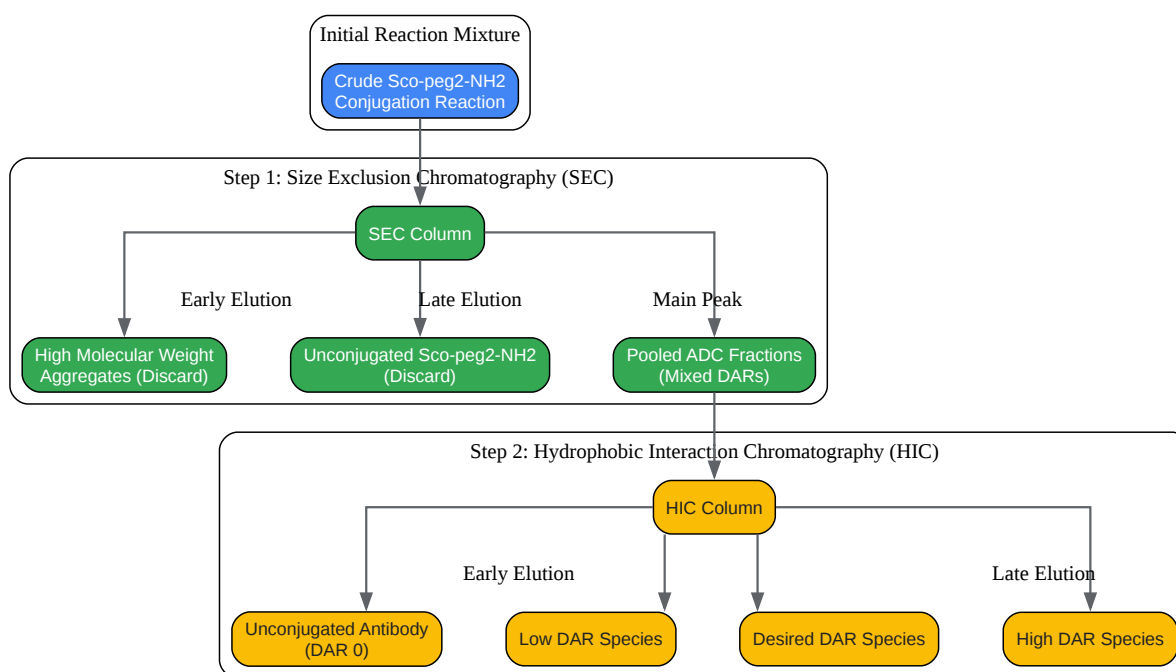 Initial Reaction Mixture
Crude Sco-peg2-NH2
Conjugation Reaction
Step 1: Size Exclusion Chromatography (SEC)
SEC Column
Early Elution
Late Elution
Main Peak
High Molecular Weight
Aggregates (Discard)
Unconjugated Sco-peg2-NH2
(Discard)
Pooled ADC Fractions
(Mixed DARs)
Step 2: Hydrophobic Interaction Chromatography (HIC)
HIC Column
Early Elution
Late Elution
Unconjugated Antibody
(DAR 0)
Low DAR Species
Desired DAR Species
High DAR Species